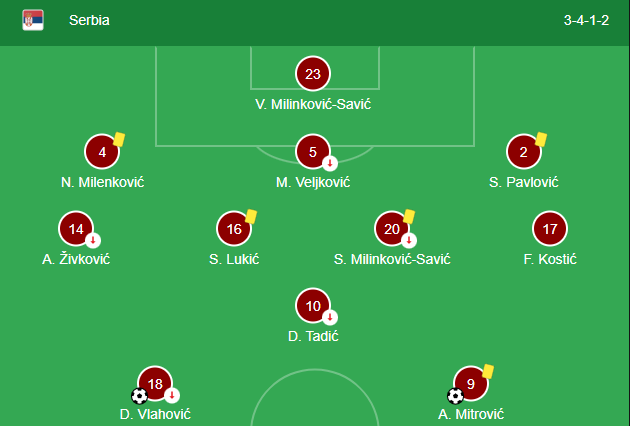 Serbia 3-4-1-2
23
V. Milinković-Savić
4 5 2
N. Milenković M. Veljković S. Pavlović
14 16 20 17
A. Živković S. Lukić S. Milinković-Savić F. Kostić
10
D. Tadić
18 9
D. Vlahović A. Mitrović